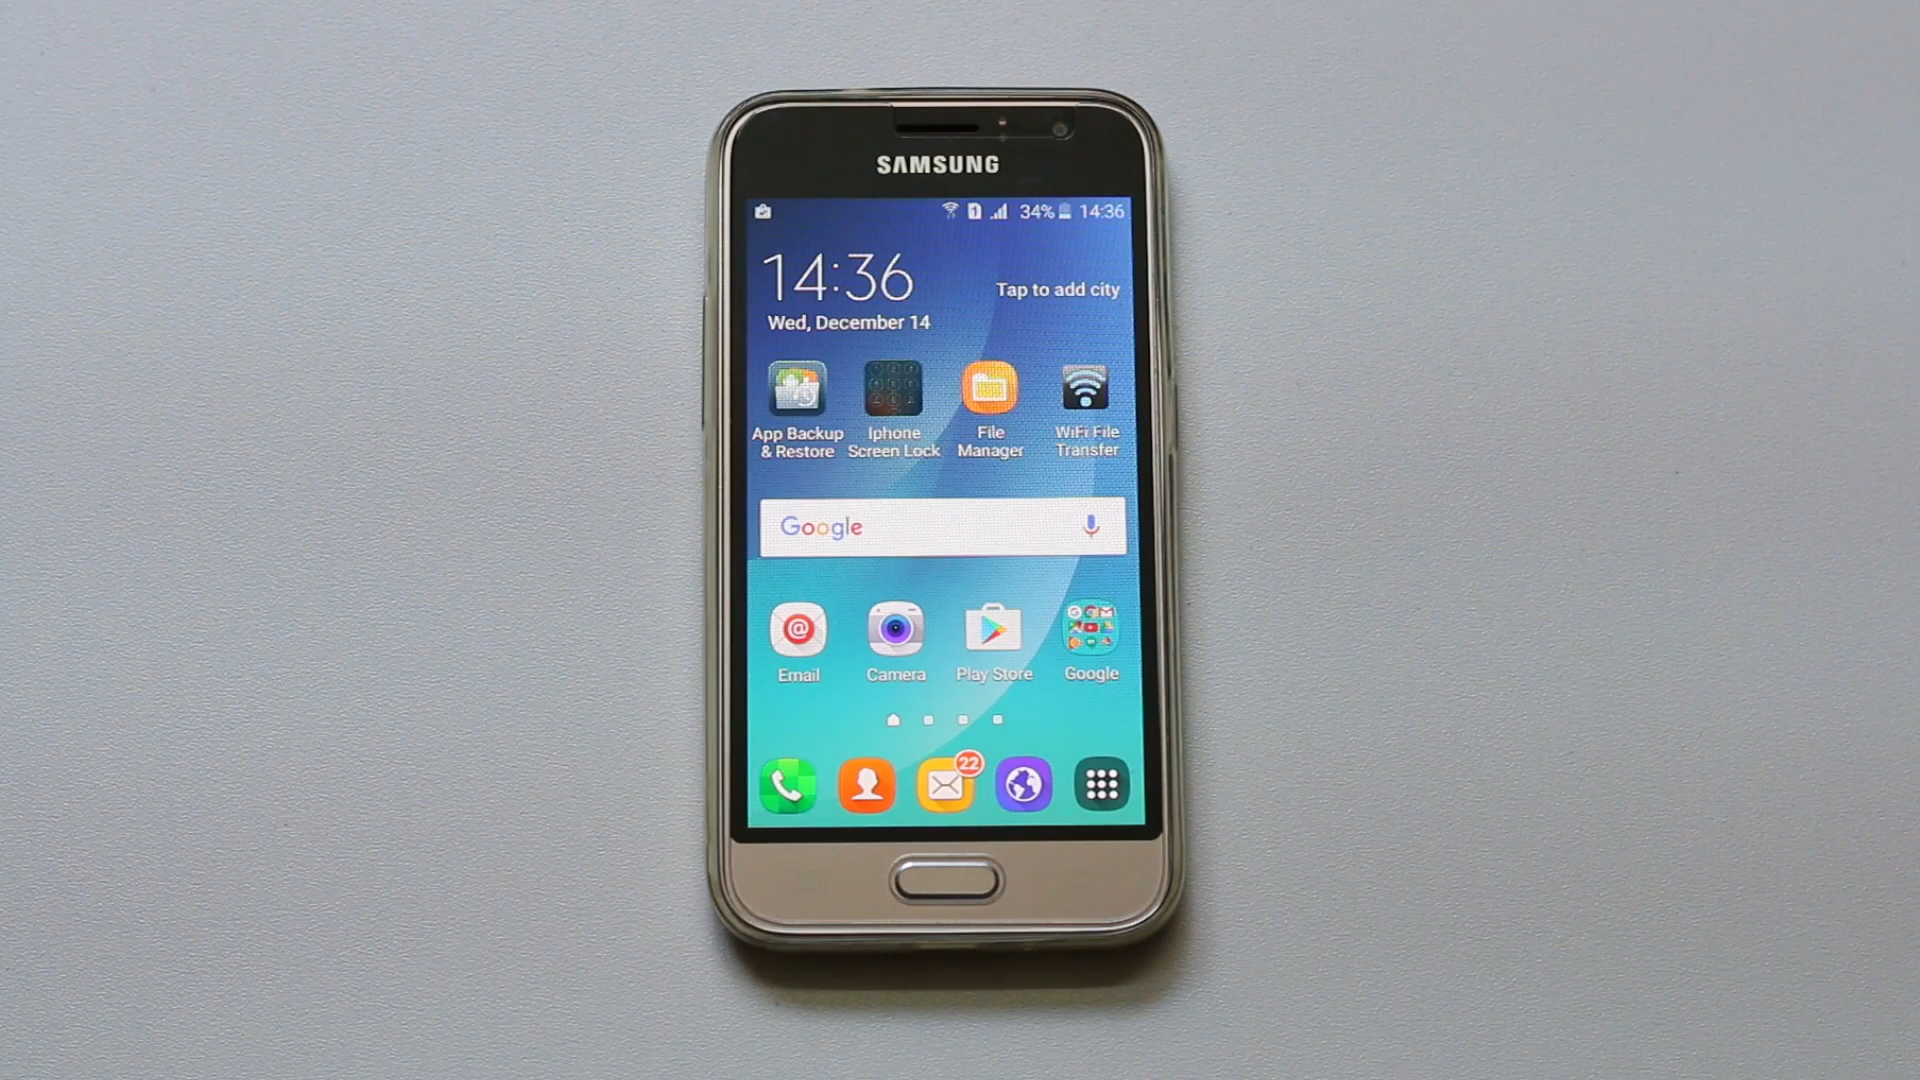 SAMSUNG
1 34% 14:36
14:36
Tap to add city
Wed, December 14
App Backup & Restore
Iphone Screen Lock
File Manager
WiFi File Transfer
Google
@
Email
Camera
Play Store
Google
22